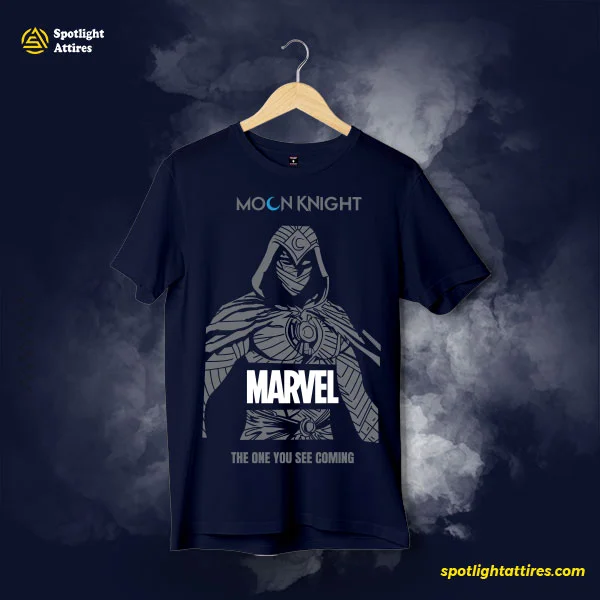 Spotlight
Attires
MOON KNIGHT
MARVEL
THE ONE YOU SEE COMING
spotlightattires.com